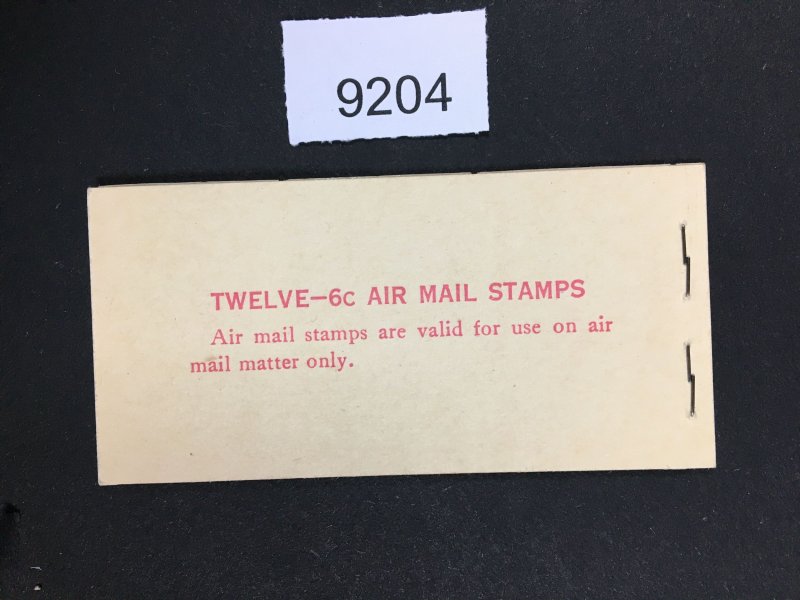 9204
TWELVE—6c AIR MAIL STAMPS
Air mail stamps are valid for use on air
mail matter only.